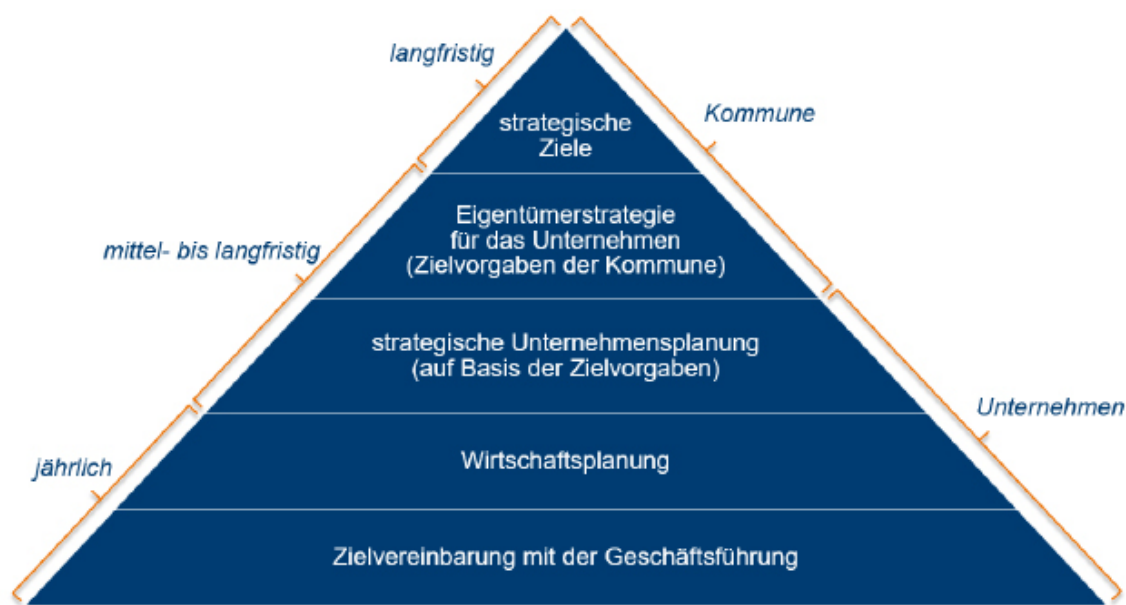 langfristig
Kommune
strategische
Ziele
Eigentümerstrategie
für das Unternehmen
(Zielvorgaben der Kommune)
mittel- bis langfristig
strategische Unternehmensplanung
(auf Basis der Zielvorgaben)
Unternehmen
jährlich
Wirtschaftsplanung
Zielvereinbarung mit der Geschäftsführung